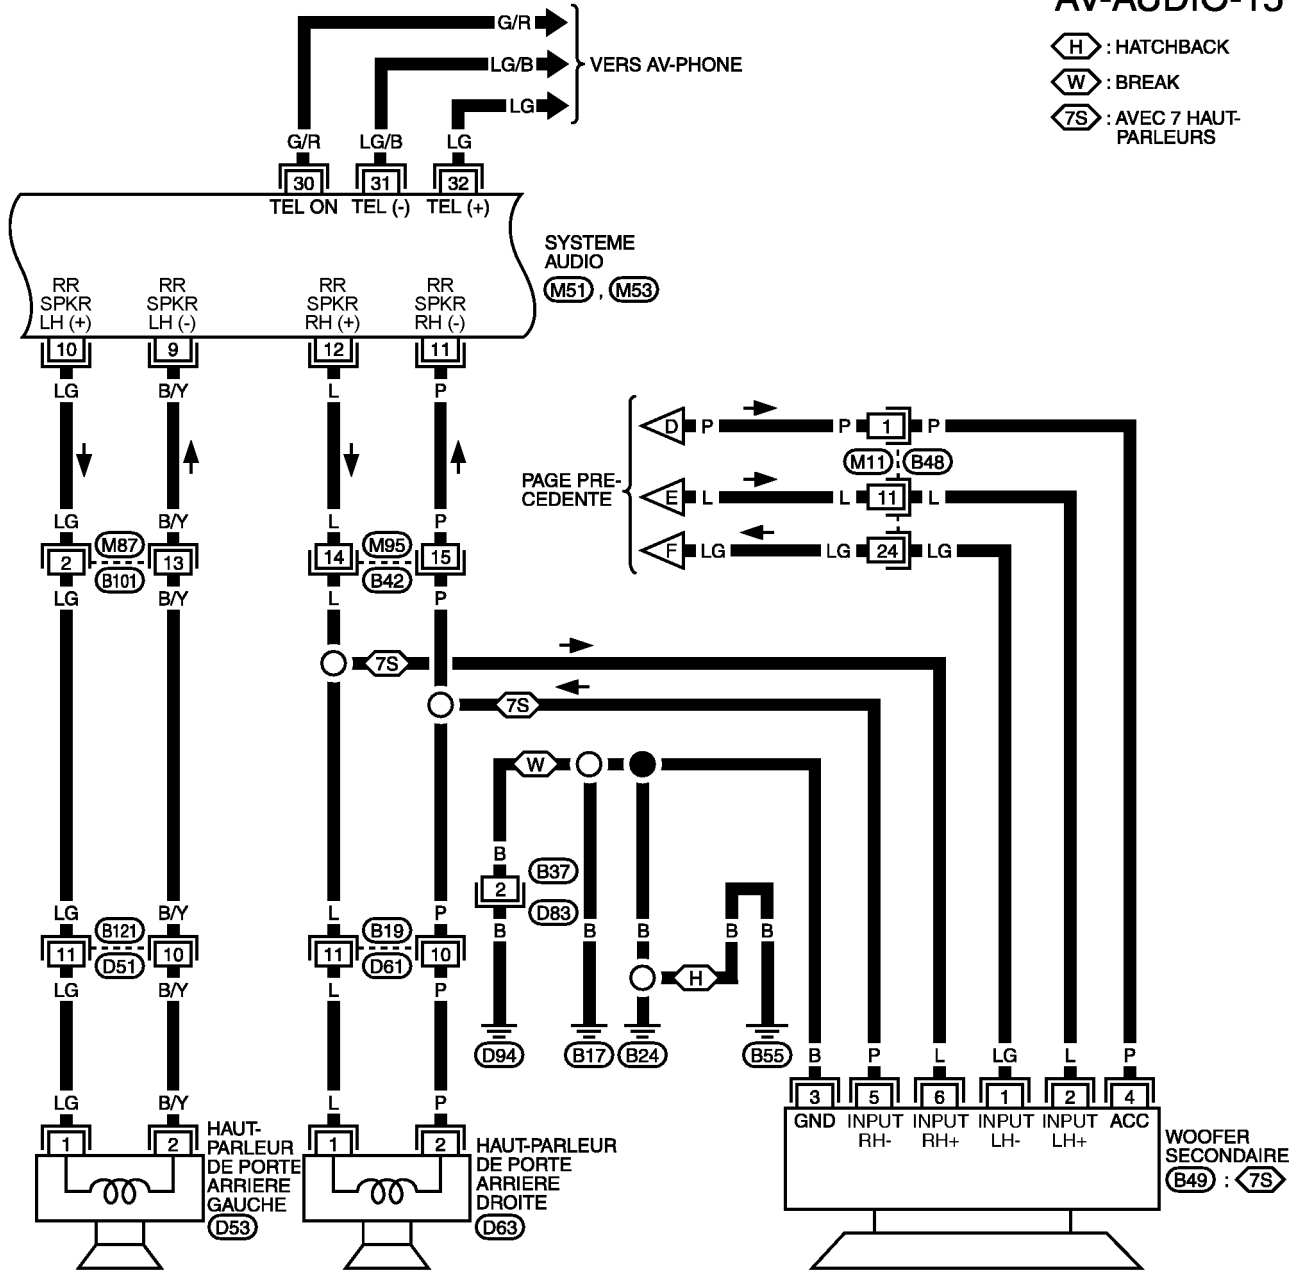 AV-AUDIO-13
H : HATCHBACK
W : BREAK
7S : AVEC 7 HAUT-
PARLEURS
G/R
LG/B
LG
VERS AV-PHONE
G/R LG/B LG
30 31 32
TEL ON TEL (-) TEL (+)
SYSTEME
AUDIO
M51 , M53
RR RR RR RR
SPKR SPKR SPKR SPKR
LH (+) LH (-) RH (+) RH (-)
10 9 12 11
LG B/Y L P
D P P 1 P
M11 B48
PAGE PRE-
CEDENTE
E L L 11 L
F LG LG 24 LG
LG B/Y L P
2 M87 13 14 M95 15
B101 B42
LG B/Y L P
7S
7S
W
B
2 B37
D83
B B B B B
LG B/Y L P
11 B121 10 11 B19 10
D51 D61
LG B/Y L P
H
D94 B17 B24 B55
B P L LG L P
3 5 6 1 2 4
GND INPUT INPUT INPUT INPUT ACC
RH- RH+ LH- LH+
LG B/Y L P
1 2 1 2
HAUT-
PARLEUR
DE PORTE
ARRIERE
GAUCHE
D53
HAUT-PARLEUR
DE PORTE
ARRIERE
DROITE
D63
WOOFER
SECONDAIRE
B49 : 7S